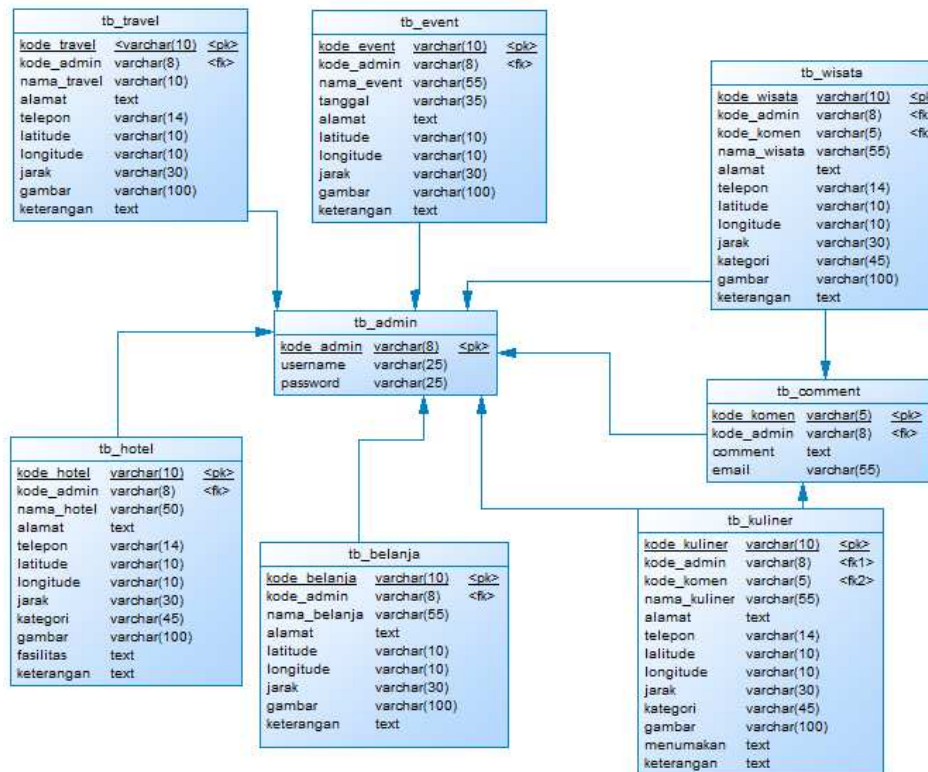 tb_travel
kode_travel <varchar(10) <pk>
kode_admin varchar(8) <fk>
nama_travel varchar(10)
alamat text
telepon varchar(14)
latitude varchar(10)
longitude varchar(10)
jarak varchar(30)
gambar varchar(100)
keterangan text
tb_event
kode_event varchar(10) <pk>
kode_admin varchar(8) <fk>
nama_event varchar(55)
tanggal varchar(35)
alamat text
latitude varchar(10)
longitude varchar(10)
jarak varchar(30)
gambar varchar(100)
keterangan text
tb_wisata
kode_wisata varchar(10) <pk
kode_admin varchar(8) <fk
kode_komen varchar(5) <fk
nama_wisata varchar(55)
alamat text
telepon varchar(14)
latitude varchar(10)
longitude varchar(10)
jarak varchar(30)
kategori varchar(45)
gambar varchar(100)
keterangan text
tb_admin
kode_admin varchar(8) <pk>
username varchar(25)
password varchar(25)
tb_comment
kode_komen varchar(5) <pk>
kode_admin varchar(8) <fk>
comment text
email varchar(55)
tb_hotel
kode_hotel varchar(10) <pk>
kode_admin varchar(8) <fk>
nama_hotel varchar(50)
alamat text
telepon varchar(14)
latitude varchar(10)
longitude varchar(10)
jarak varchar(30)
kategori varchar(45)
gambar varchar(100)
fasilitas text
keterangan text
tb_belanja
kode_belanja varchar(10) <pk>
kode_admin varchar(8) <fk>
nama_belanja varchar(55)
alamat text
latitude varchar(10)
longitude varchar(10)
jarak varchar(30)
gambar varchar(100)
keterangan text
tb_kuliner
kode_kuliner varchar(10) <pk>
kode_admin varchar(8) <fk1>
kode_komen varchar(5) <fk2>
nama_kuliner varchar(55)
alamat text
telepon varchar(14)
lalitude varchar(10)
longitude varchar(10)
jarak varchar(30)
kategori varchar(45)
gambar varchar(100)
menumakan text
keterangan text